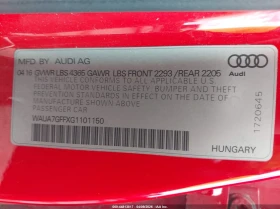 MFD BY AUDI AG
04 16 GVWR LBS 4365 GAWR LBS FRONT 2293 /REAR 2205
THIS VEHICLE CONFORMS TO ALL APPLICABLE
FEDERAL MOTOR VEHICLE SAFETY, BUMPER AND THEFT
PREVENTION STANDARDS IN EFFECT ON THE
DATE OF MANUFACTURE SHOWN ABOVE
PASSENGER CAR
WAUA7GFFXG1101150
Audi
1720645
HUNGARY